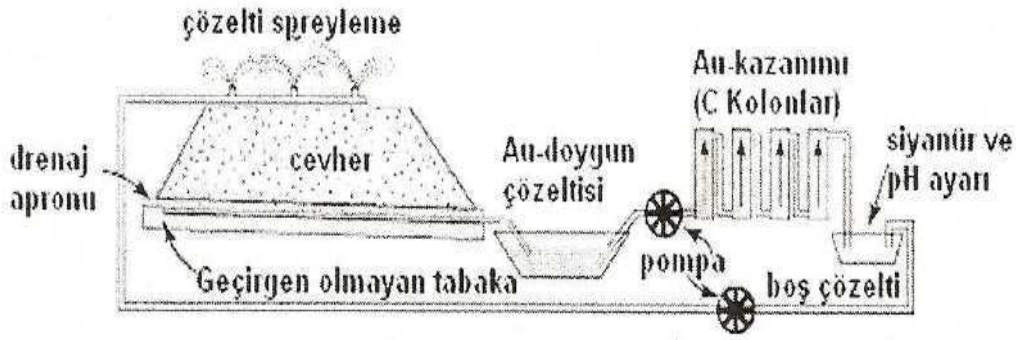 çözelti spreyleme
Au-kazanımı
(C Kolonlar)
drenaj
apronu
cevher
Au-doygun
çözeltisi
siyanür ve
pH ayarı
Geçirgen olmayan tabaka
pompa
boş çözelti